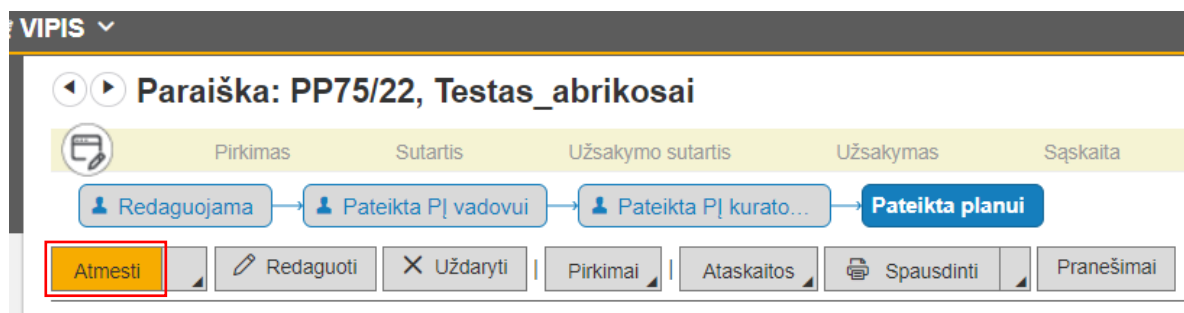 VIPIS
Paraiška: PP75/22, Testas_abrikosai
Pirkimas Sutartis Užsakymo sutartis Užsakymas Sąskaita
Redaguojama Pateikta PĮ vadovui Pateikta PĮ kurato... Pateikta planui
Atmesti Redaguoti Uždaryti | Pirkimai | Ataskaitos Spausdinti Pranešimai